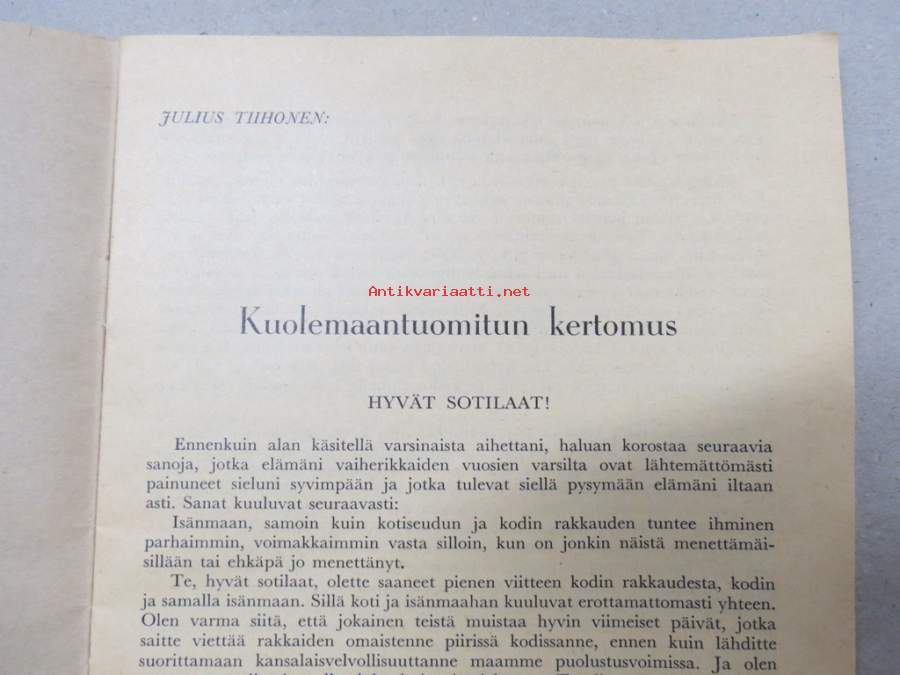 JULIUS TIIHONEN:
Antikvariaatti.net
Kuolemaantuomitun kertomus
HYVÄT SOTILAAT!
Ennenkuin alan käsitellä varsinaista aihettani, haluan korostaa seuraavia
sanoja, jotka elämäni vaiherikkaiden vuosien varsilta ovat lähtemättömästi
painuneet sieluni syvimpään ja jotka tulevat siellä pysymään elämäni iltaan
asti. Sanat kuuluvat seuraavasti:
Isänmaan, samoin kuin kotiseudun ja kodin rakkauden tuntee ihminen
parhaimmin, voimakkaimmin vasta silloin, kun on jonkin näistä menettämäi-
sillään tai ehkäpä jo menettänyt.
Te, hyvät sotilaat, olette saaneet pienen viitteen kodin rakkaudesta, kodin
ja samalla isänmaan. Sillä koti ja isänmaahan kuuluvat erottamattomasti yhteen.
Olen varma siitä, että jokainen teistä muistaa hyvin viimeiset päivät, jotka
saitte viettää rakkaiden omaistenne piirissä kodissanne, ennen kuin lähditte
suorittamaan kansalaisvelvollisuuttanne maamme puolustusvoimissa. Ja olen